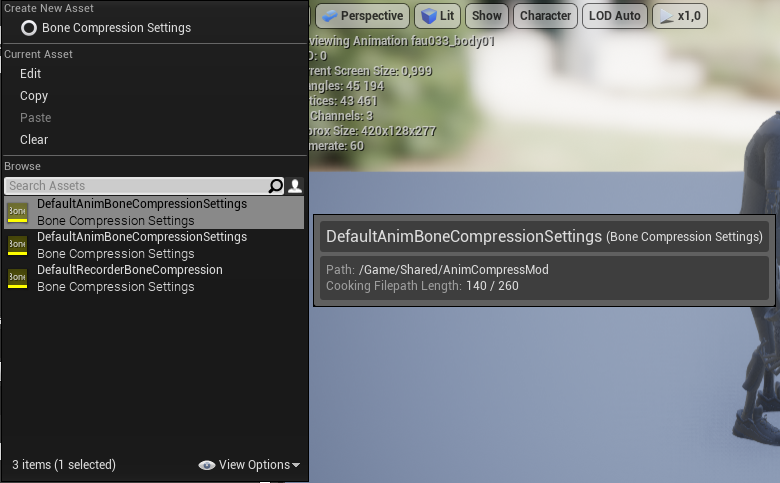 Create New Asset
Bone Compression Settings
Current Asset
Edit
Copy
Paste
Clear
Browse
Search Assets
Bone
DefaultAnimBoneCompressionSettings
Bone Compression Settings
Bone
DefaultAnimBoneCompressionSettings
Bone Compression Settings
Bone
DefaultRecorderBoneCompression
Bone Compression Settings
3 items (1 selected)
View Options
Perspective
Lit
Show
Character
LOD Auto
x1,0
viewing Animation fau033_body01
D: 0
rrent Screen Size: 0,999
angles: 45 194
tices: 43 461
Channels: 3
prox Size: 420x128x277
merate: 60
DefaultAnimBoneCompressionSettings (Bone Compression Settings)
Path: /Game/Shared/AnimCompressMod
Cooking Filepath Length: 140 / 260